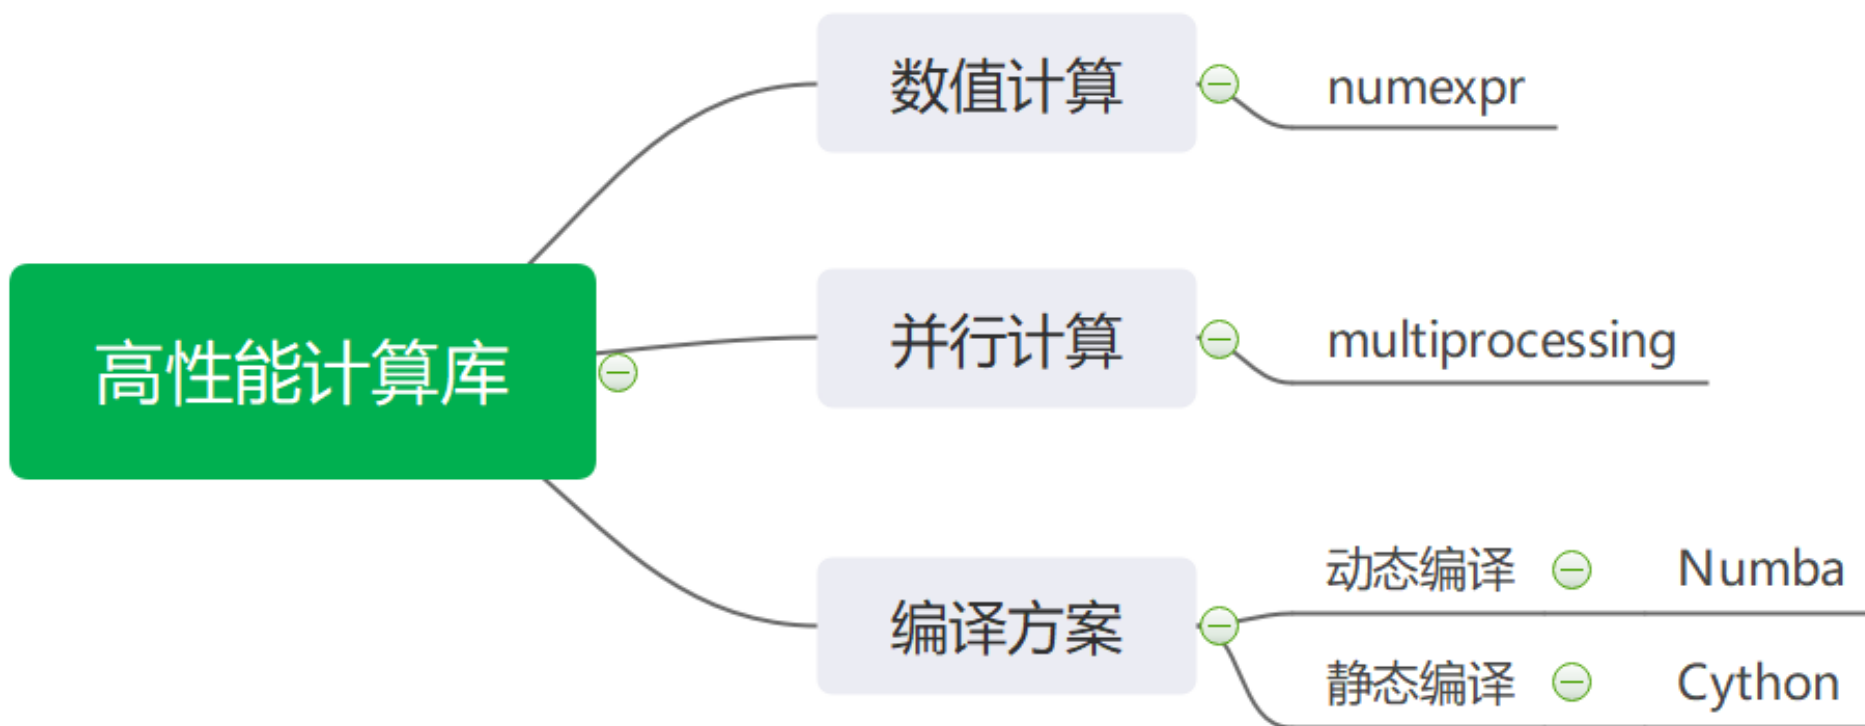 高性能计算库
数值计算
numexpr
并行计算
multiprocessing
编译方案
动态编译 Numba
静态编译 Cython